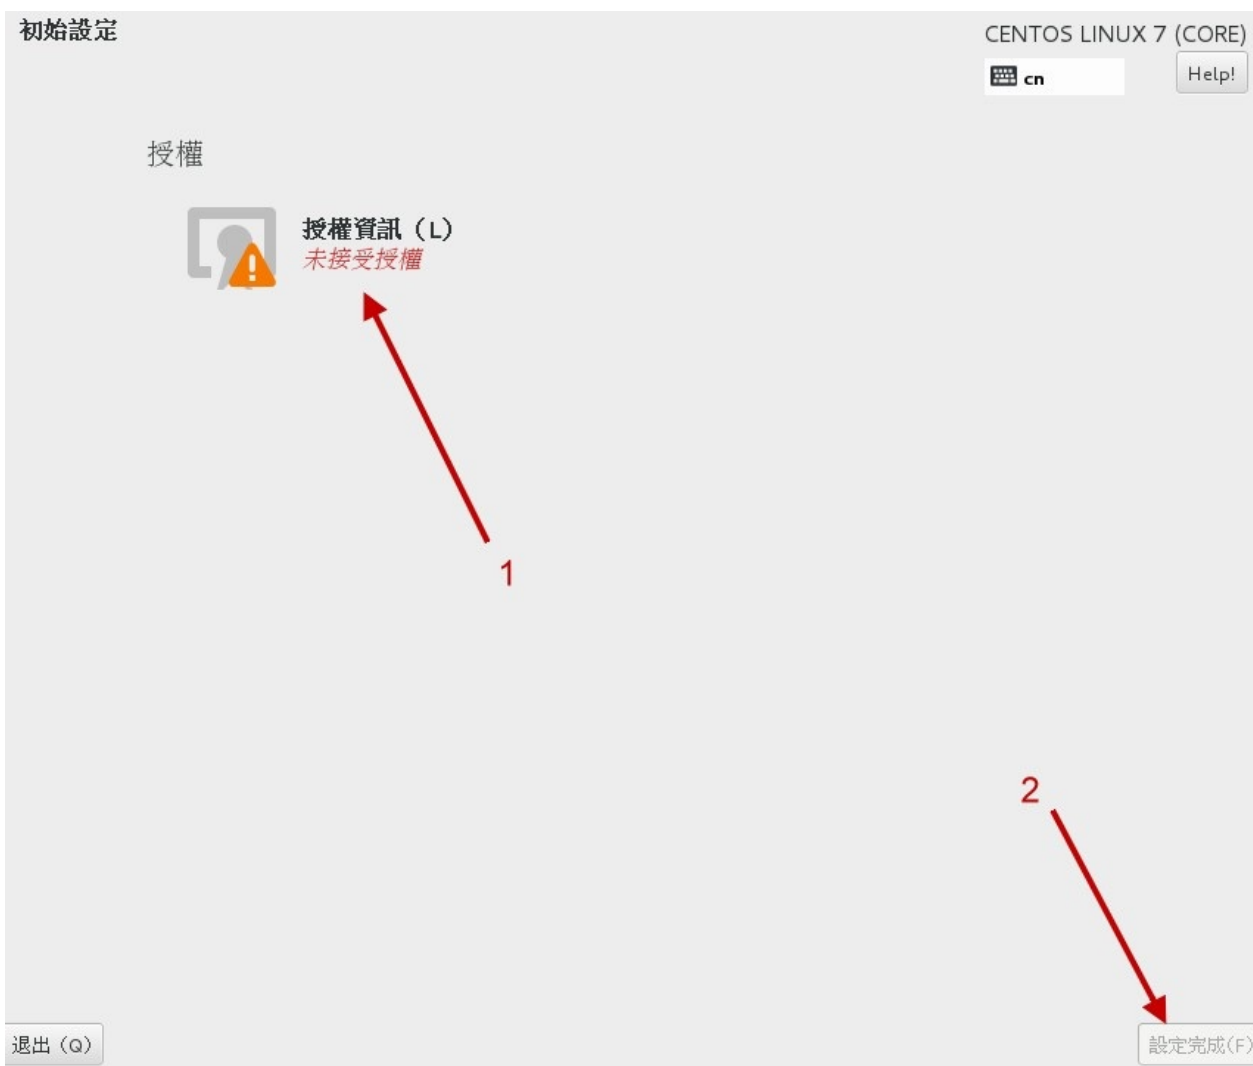 初始設定
CENTOS LINUX 7 (CORE)
cn
Help!
授權
授權資訊（L）
未接受授權
1
2
退出（Q）
設定完成(F)